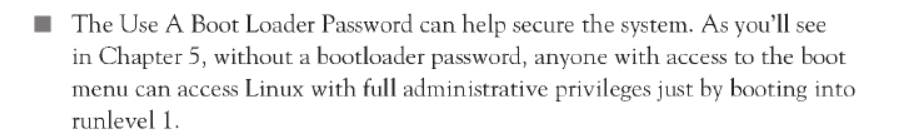 ■ The Use A Boot Loader Password can help secure the system. As you'll see
in Chapter 5, without a bootloader password, anyone with access to the boot
menu can access Linux with full administrative privileges just by booting into
runlevel 1.